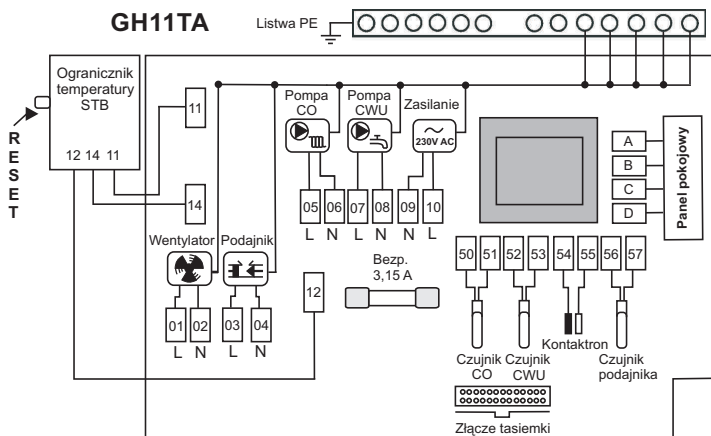 GH11TA
Listwa PE
Ogranicznik
temperatury
STB
12 14 11
RESET
11
14
12
Pompa
CO
Pompa
CWU
Zasilanie
230V AC
05 06 07 08 09 10
L N L N N L
Wentylator
Podajnik
01 02 03 04
L N L N
Bezp.
3,15 A
A
B
C
D
Panel pokojowy
50 51 52 53 54 55 56 57
Czujnik
CO
Czujnik
CWU
Kontaktron
Czujnik
podajnika
Złącze tasiemki